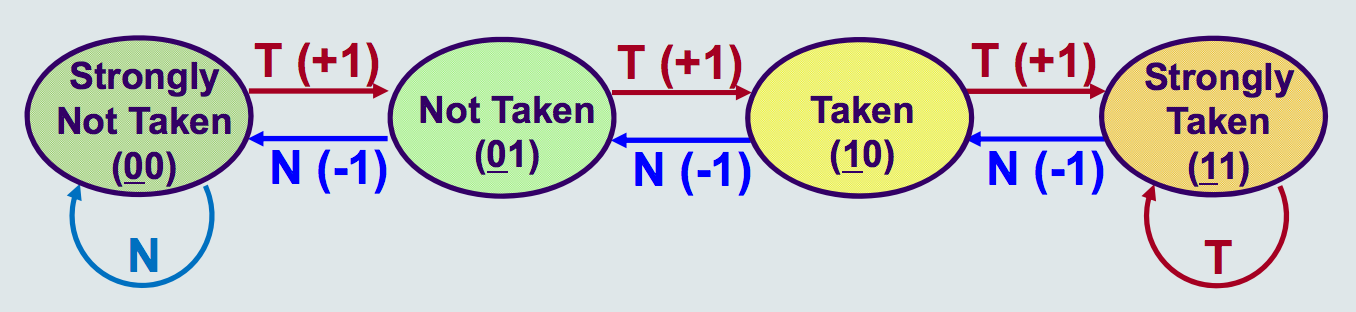 Strongly
Not Taken
(00)
T (+1)
N (-1)
N
Not Taken
(01)
T (+1)
N (-1)
Taken
(10)
T (+1)
N (-1)
Strongly
Taken
(11)
T